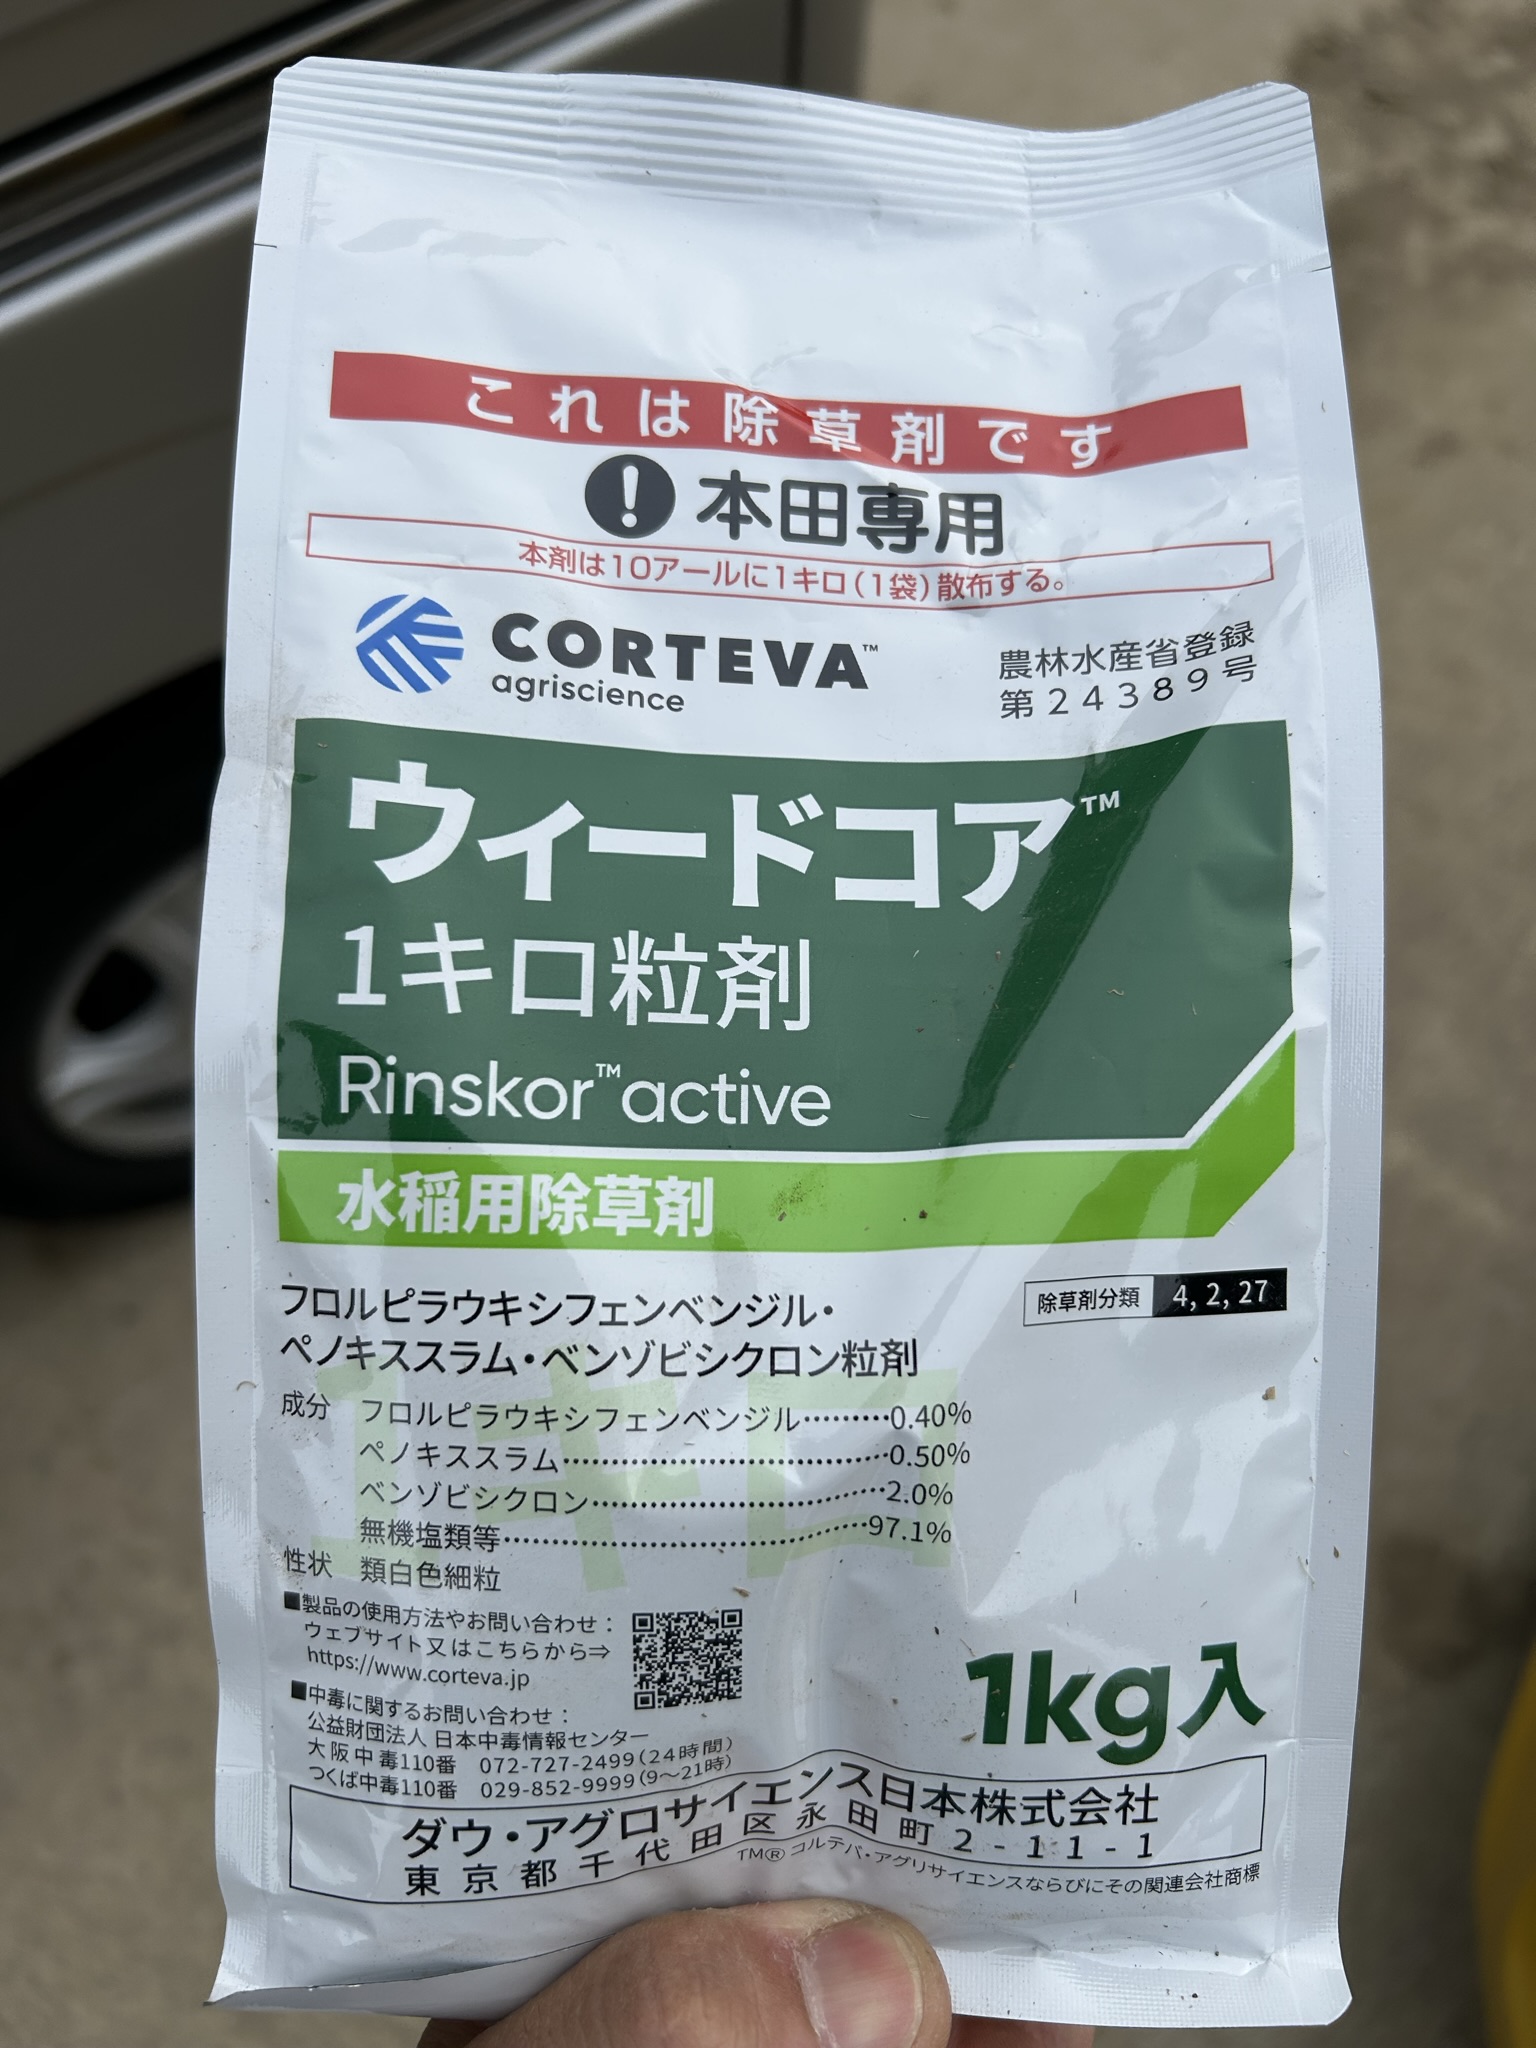 これは除草剤です
! 本田専用
本剤は10アールに1キロ(1袋)散布する。
CORTEVA™
agriscience
農林水産省登録
第24389号
ウィードコア™
1キロ粒剤
Rinskor™ active
水稲用除草剤
フロルピラウキシフェンベンジル・
ペノキススラム・ベンゾビシクロン粒剤
除草剤分類 4, 2, 27
1キロ
成分 フロルピラウキシフェンベンジル………0.40%
ペノキススラム………0.50%
ベンゾビシクロン………2.0%
無機塩類等………97.1%
性状 類白色細粒
■製品の使用方法やお問い合わせ：
ウェブサイト又はこちらから⇒
https://www.corteva.jp
■中毒に関するお問い合わせ：
公益財団法人 日本中毒情報センター
大阪中毒110番 072-727-2499(24時間)
つくば中毒110番 029-852-9999(9〜21時)
1kg入
ダウ・アグロサイエンス日本株式会社
東京都千代田区永田町2-11-1
TM® コルテバ・アグリサイエンスならびにその関連会社商標